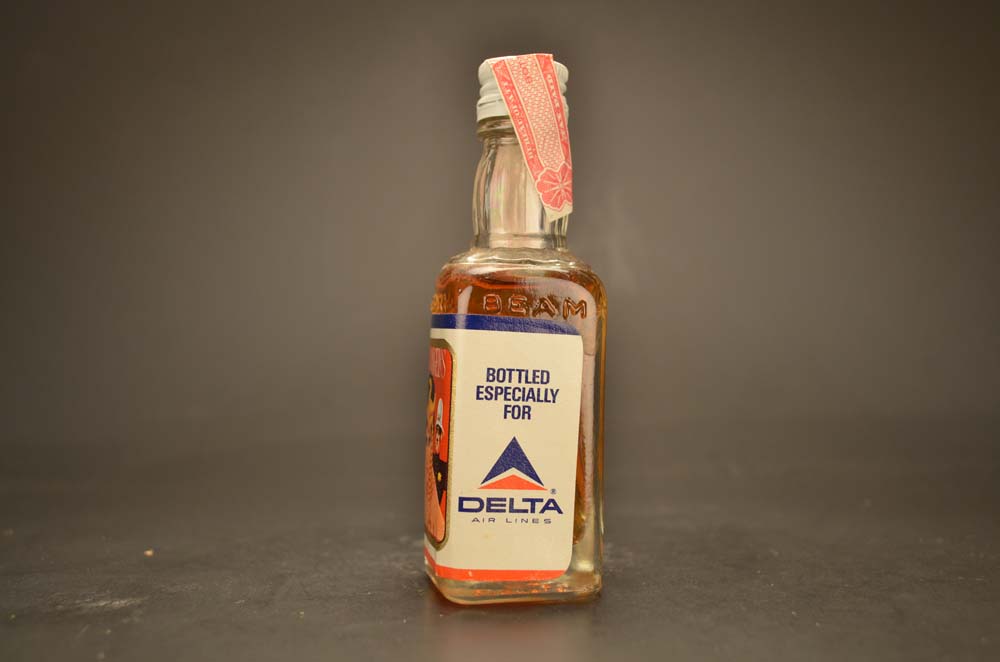 BEAM
BOTTLED
ESPECIALLY
FOR
DELTA®
AIR LINES